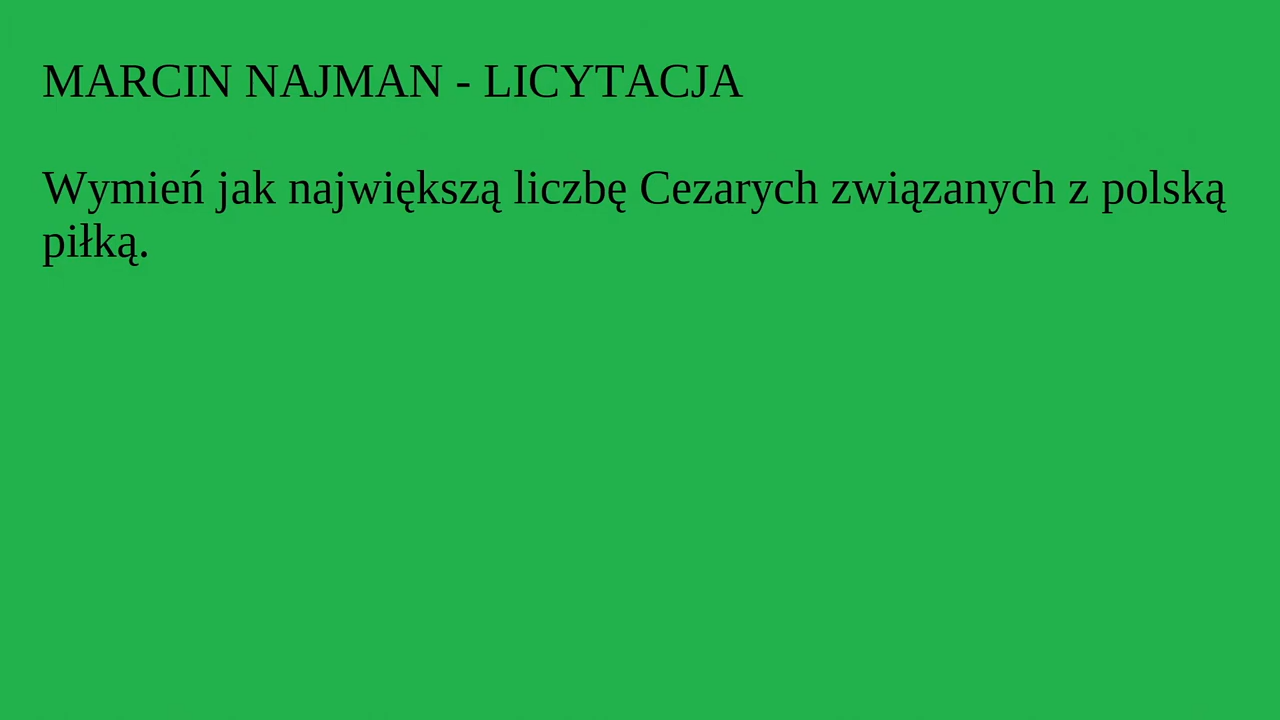 MARCIN NAJMAN - LICYTACJA
Wymień jak największą liczbę Cezarych związanych z polską
piłką.